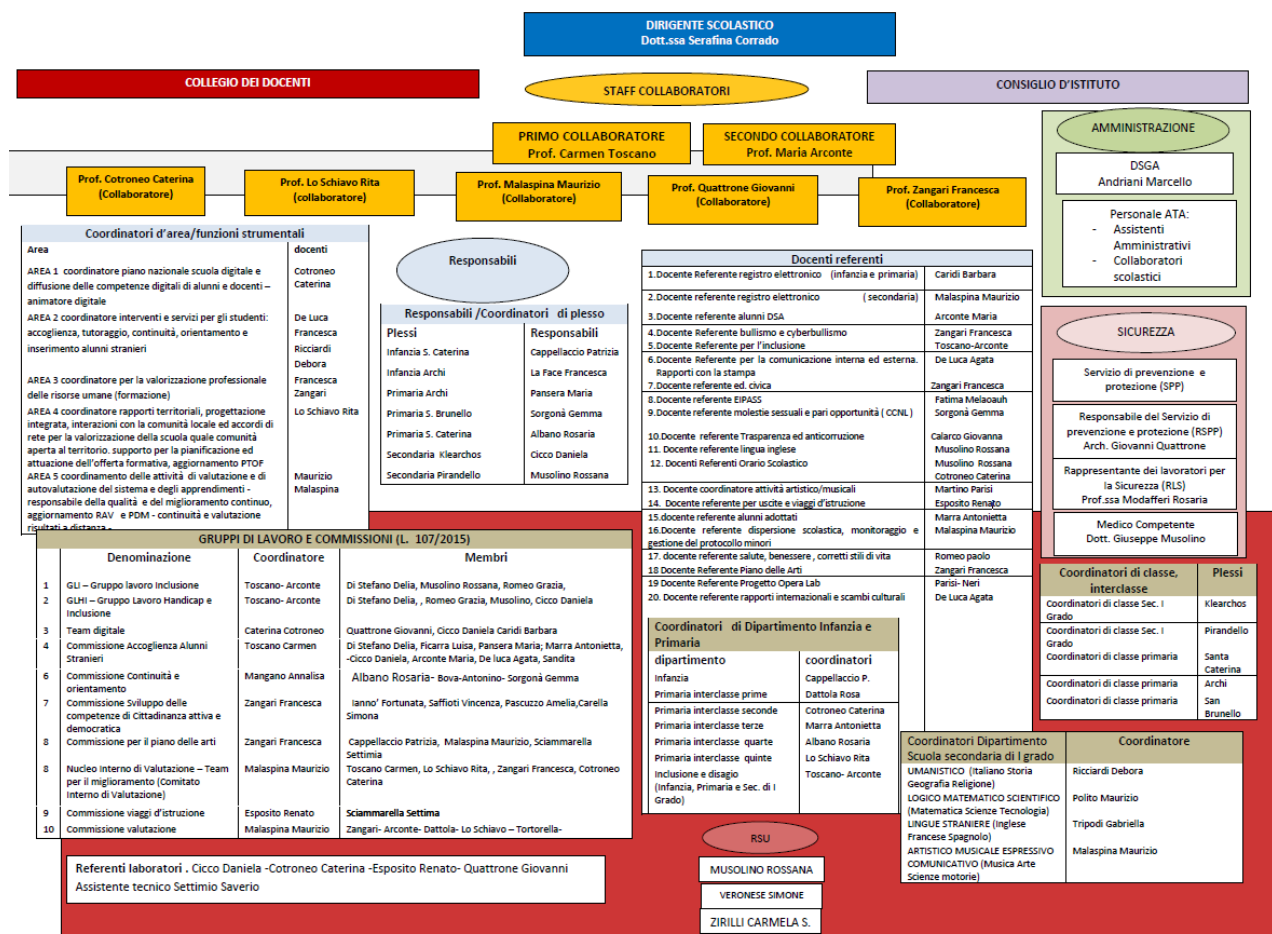 DIRIGENTE SCOLASTICO
Dott.ssa Serafina Corrado
COLLEGIO DEI DOCENTI
STAFF COLLABORATORI
CONSIGLIO D'ISTITUTO
PRIMO COLLABORATORE
Prof. Carmen Toscano
SECONDO COLLABORATORE
Prof. Maria Arconte
Prof. Cotroneo Caterina
(Collaboratore)
Prof. Lo Schiavo Rita
(collaboratore)
Prof. Malaspina Maurizio
(Collaboratore)
Prof. Quattrone Giovanni
(Collaboratore)
Prof. Zangari Francesca
(Collaboratore)
AMMINISTRAZIONE
DSGA
Andriani Marcello
Personale ATA:
- Assistenti
Amministrativi
- Collaboratori
scolastici
Coordinatori d'area/funzioni strumentali
Area docenti
AREA 1 coordinatore piano nazionale scuola digitale e Cotroneo
diffusione delle competenze digitali di alunni e docenti – Caterina
animatore digitale
AREA 2 coordinatore interventi e servizi per gli studenti: De Luca
accoglienza, tutoraggio, continuità, orientamento e Francesca
inserimento alunni stranieri Ricciardi
Debora
AREA 3 coordinatore per la valorizzazione professionale Francesca
delle risorse umane (formazione) Zangari
AREA 4 coordinatore rapporti territoriali, progettazione Lo Schiavo Rita
integrata, interazioni con la comunità locale ed accordi di
rete per la valorizzazione della scuola quale comunità
aperta al territorio. supporto per la pianificazione ed
attuazione dell'offerta formativa, aggiornamento PTOF
AREA 5 coordinamento delle attività di valutazione e di Maurizio
autovalutazione del sistema e degli apprendimenti - Malaspina
responsabile della qualità e del miglioramento continuo,
aggiornamento RAV e PDM - continuità e valutazione
risultati a distanza -
Responsabili
Responsabili /Coordinatori di plesso
Plessi Responsabili
Infanzia S. Caterina Cappellaccio Patrizia
Infanzia Archi La Face Francesca
Primaria Archi Pansera Maria
Primaria S. Brunello Sorgonà Gemma
Primaria S. Caterina Albano Rosaria
Secondaria Klearchos Cicco Daniela
Secondaria Pirandello Musolino Rossana
Docenti referenti
1.Docente Referente registro elettronico (infanzia e primaria) Caridi Barbara
2.Docente referente registro elettronico ( secondaria) Malaspina Maurizio
3.Docente referente alunni DSA Arconte Maria
4.Docente Referente bullismo e cyberbullismo Zangari Francesca
5.Docente Referente per l'inclusione Toscano-Arconte
6.Docente Referente per la comunicazione interna ed esterna. De Luca Agata
Rapporti con la stampa
7.Docente referente ed. civica Zangari Francesca
8.Docente referente EIPASS Fatima Melaoauh
9.Docente referente molestie sessuali e pari opportunità ( CCNL ) Sorgonà Gemma
10.Docente referente Trasparenza ed anticorruzione Calarco Giovanna
11. Docente referente lingua inglese Musolino Rossana
12. Docenti Referenti Orario Scolastico Musolino Rossana
Cotroneo Caterina
13. Docente coordinatore attività artistico/musicali Martino Parisi
14. Docente referente per uscite e viaggi d'istruzione Esposito Renato
15.docente referente alunni adottati Marra Antonietta
16.Docente referente dispersione scolastica, monitoraggio e Malaspina Maurizio
gestione del protocollo minori
17. docente referente salute, benessere , corretti stili di vita Romeo paolo
18 Docente Referente Piano delle Arti Zangari Francesca
19 Docente Referente Progetto Opera Lab Parisi- Neri
20. Docente referente rapporti internazionali e scambi culturali De Luca Agata
SICUREZZA
Servizio di prevenzione e
protezione (SPP)
Responsabile del Servizio di
prevenzione e protezione (RSPP)
Arch. Giovanni Quattrone
Rappresentante dei lavoratori per
la Sicurezza (RLS)
Prof.ssa Modafferi Rosaria
Medico Competente
Dott. Giuseppe Musolino
GRUPPI DI LAVORO E COMMISSIONI (L. 107/2015)
Denominazione Coordinatore Membri
1 GLI – Gruppo lavoro Inclusione Toscano- Arconte Di Stefano Delia, Musolino Rossana, Romeo Grazia,
2 GLHI – Gruppo Lavoro Handicap e Toscano- Arconte Di Stefano Delia, , Romeo Grazia, Musolino, Cicco Daniela
Inclusione
3 Team digitale Caterina Cotroneo Quattrone Giovanni, Cicco Daniela Caridi Barbara
4 Commissione Accoglienza Alunni Toscano Carmen Di Stefano Delia, Ficarra Luisa, Pansera Maria; Marra Antonietta,
Stranieri -Cicco Daniela, Arconte Maria, De luca Agata, Sandita
6 Commissione Continuità e Mangano Annalisa Albano Rosaria- Bova-Antonino- Sorgonà Gemma
orientamento
7 Commissione Sviluppo delle Zangari Francesca Ianno' Fortunata, Saffioti Vincenza, Pascuzzo Amelia,Carella
competenze di Cittadinanza attiva e Simona
democratica
8 Commissione per il piano delle arti Zangari Francesca Cappellaccio Patrizia, Malaspina Maurizio, Sciammarella
Settimia
8 Nucleo Interno di Valutazione – Team Malaspina Maurizio Toscano Carmen, Lo Schiavo Rita, , Zangari Francesca, Cotroneo
per il miglioramento (Comitato Caterina
Interno di Valutazione)
9 Commissione viaggi d'istruzione Esposito Renato Sciammarella Settima
10 Commissione valutazione Malaspina Maurizio Zangari- Arconte- Dattola- Lo Schiavo – Tortorella-
Coordinatori di Dipartimento Infanzia e
Primaria
dipartimento coordinatori
Infanzia Cappellaccio P.
Primaria interclasse prime Dattola Rosa
Primaria interclasse seconde Cotroneo Caterina
Primaria interclasse terze Marra Antonietta
Primaria interclasse quarte Albano Rosaria
Primaria interclasse quinte Lo Schiavo Rita
Inclusione e disagio Toscano- Arconte
(Infanzia, Primaria e Sec. di I
Grado)
Coordinatori di classe, Plessi
interclasse
Coordinatori di classe Sec. I Klearchos
Grado
Coordinatori di classe Sec. I Pirandello
Grado
Coordinatori di classe primaria Santa
Caterina
Coordinatori di classe primaria Archi
Coordinatori di classe primaria San
Brunello
Coordinatori Dipartimento Coordinatore
Scuola secondaria di I grado
UMANISTICO (Italiano Storia Ricciardi Debora
Geografia Religione)
LOGICO MATEMATICO SCIENTIFICO Polito Maurizio
(Matematica Scienze Tecnologia)
LINGUE STRANIERE (Inglese Tripodi Gabriella
Francese Spagnolo)
ARTISTICO MUSICALE ESPRESSIVO Malaspina Maurizio
COMUNICATIVO (Musica Arte
Scienze motorie)
Referenti laboratori . Cicco Daniela -Cotroneo Caterina -Esposito Renato- Quattrone Giovanni
Assistente tecnico Settimio Saverio
RSU
MUSOLINO ROSSANA
VERONESE SIMONE
ZIRILLI CARMELA S.